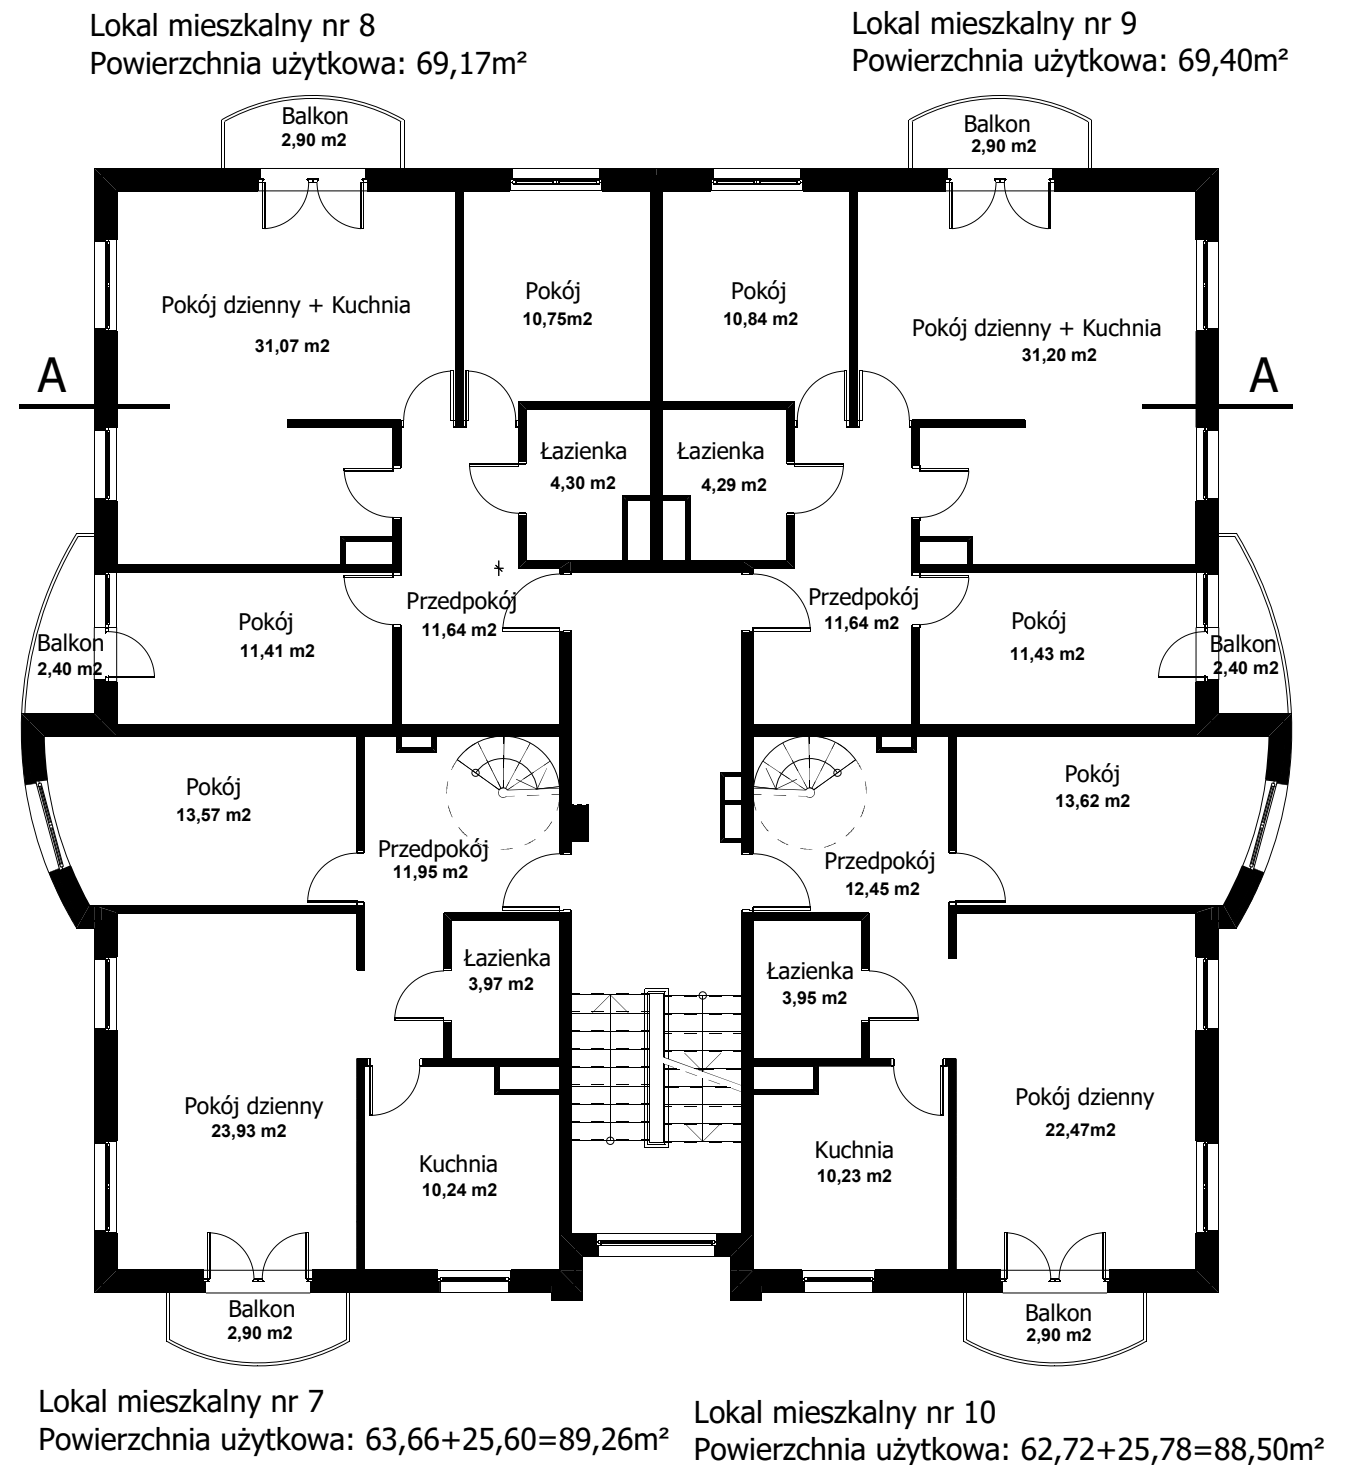 Lokal mieszkalny nr 8
Powierzchnia użytkowa: 69,17m²
Lokal mieszkalny nr 9
Powierzchnia użytkowa: 69,40m²
Balkon
2,90 m2
Balkon
2,90 m2
Pokój dzienny + Kuchnia
31,07 m2
Pokój
10,75m2
Pokój
10,84 m2
Pokój dzienny + Kuchnia
31,20 m2
A
A
Łazienka
4,30 m2
Łazienka
4,29 m2
Przedpokój
11,64 m2
Przedpokój
11,64 m2
Balkon
2,40 m2
Pokój
11,41 m2
Pokój
11,43 m2
Balkon
2,40 m2
Pokój
13,57 m2
Pokój
13,62 m2
Przedpokój
11,95 m2
Przedpokój
12,45 m2
Łazienka
3,97 m2
Łazienka
3,95 m2
Pokój dzienny
23,93 m2
Pokój dzienny
22,47m2
Kuchnia
10,24 m2
Kuchnia
10,23 m2
Balkon
2,90 m2
Balkon
2,90 m2
Lokal mieszkalny nr 7
Powierzchnia użytkowa: 63,66+25,60=89,26m²
Lokal mieszkalny nr 10
Powierzchnia użytkowa: 62,72+25,78=88,50m²